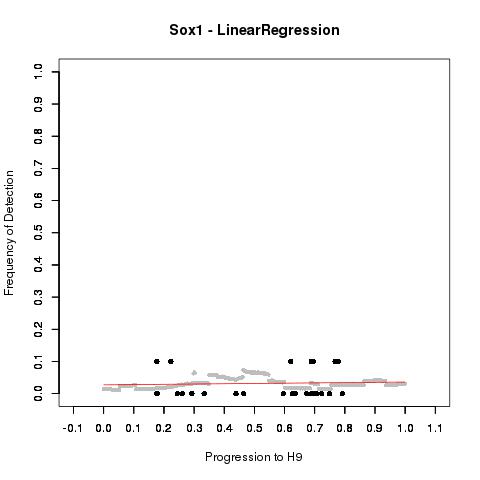 Sox1 - LinearRegression
Frequency of Detection
1.0
0.9
0.8
0.7
0.6
0.5
0.4
0.3
0.2
0.1
0.0
-0.1 0.0 0.1 0.2 0.3 0.4 0.5 0.6 0.7 0.8 0.9 1.0 1.1
Progression to H9